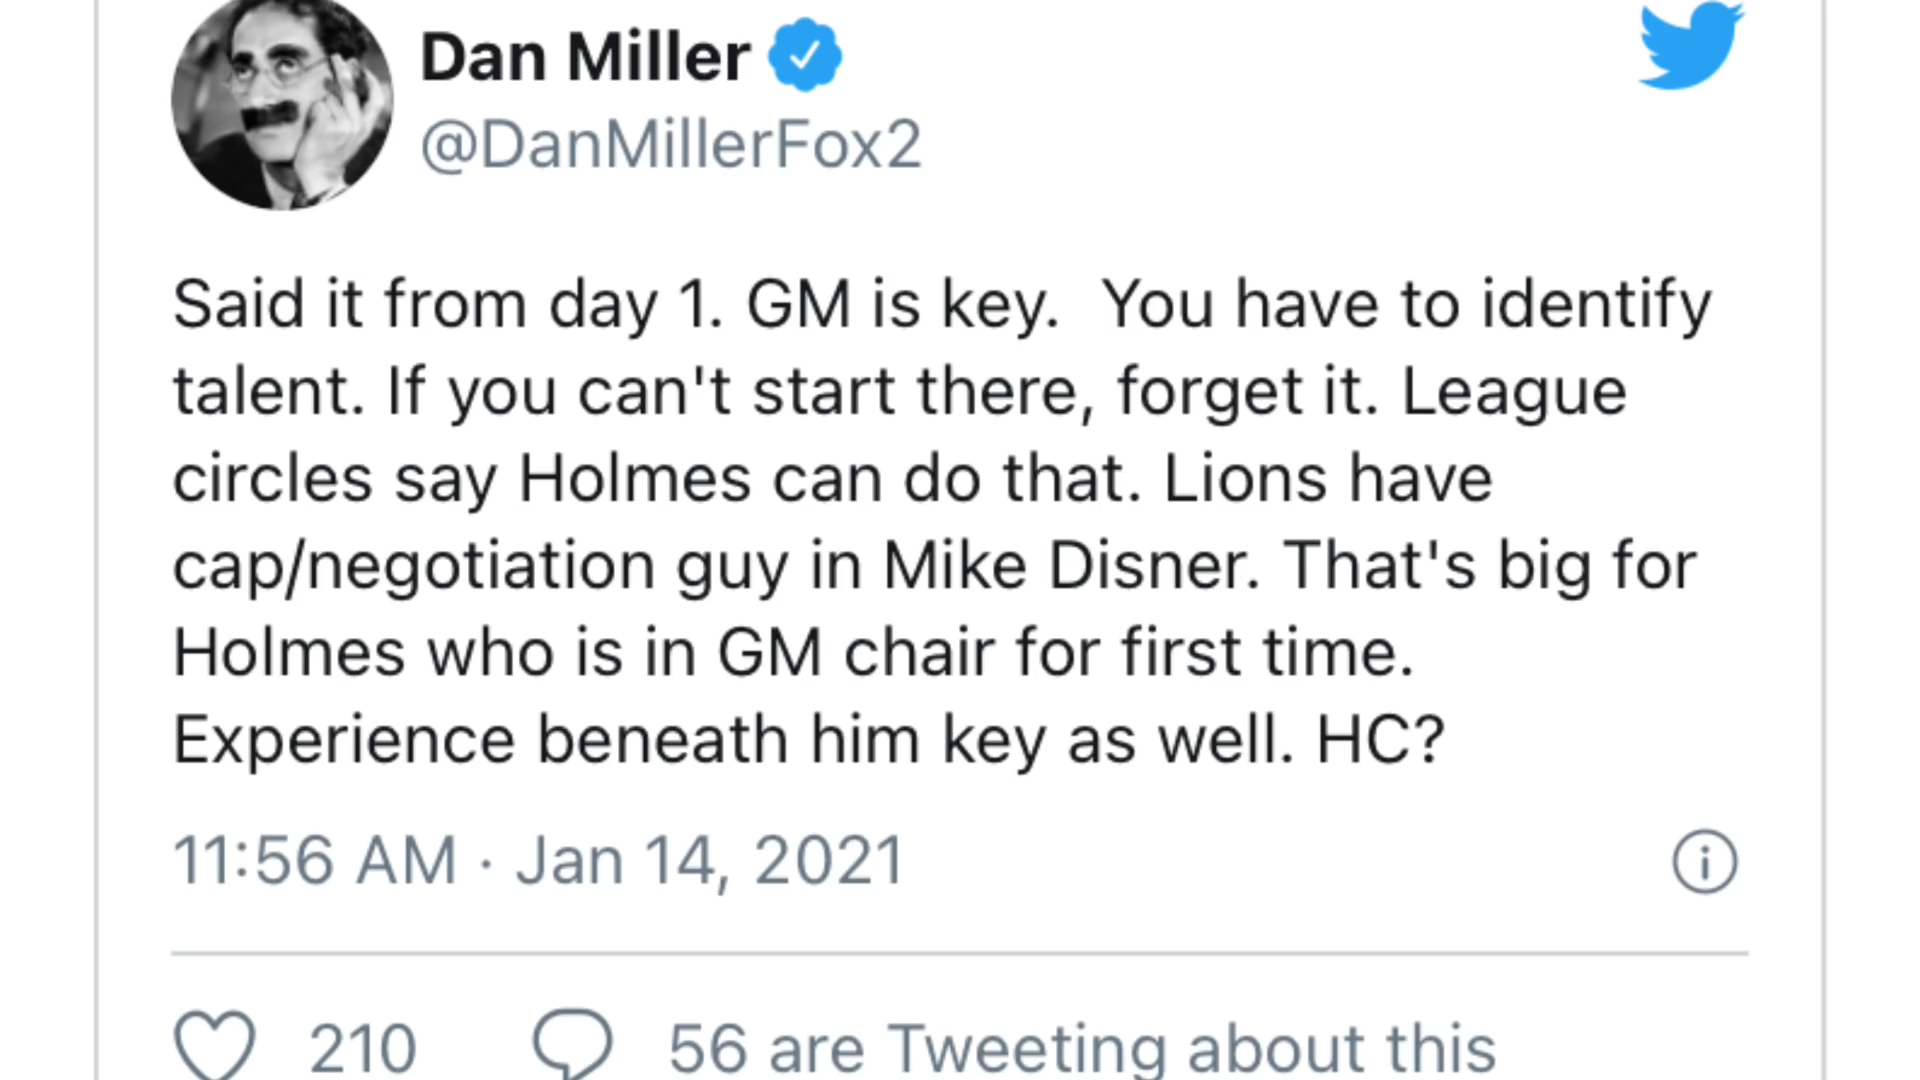 Dan Miller
@DanMillerFox2
Said it from day 1. GM is key.  You have to identify
talent. If you can't start there, forget it. League
circles say Holmes can do that. Lions have
cap/negotiation guy in Mike Disner. That's big for
Holmes who is in GM chair for first time.
Experience beneath him key as well. HC?
11:56 AM · Jan 14, 2021
210 56 are Tweeting about this